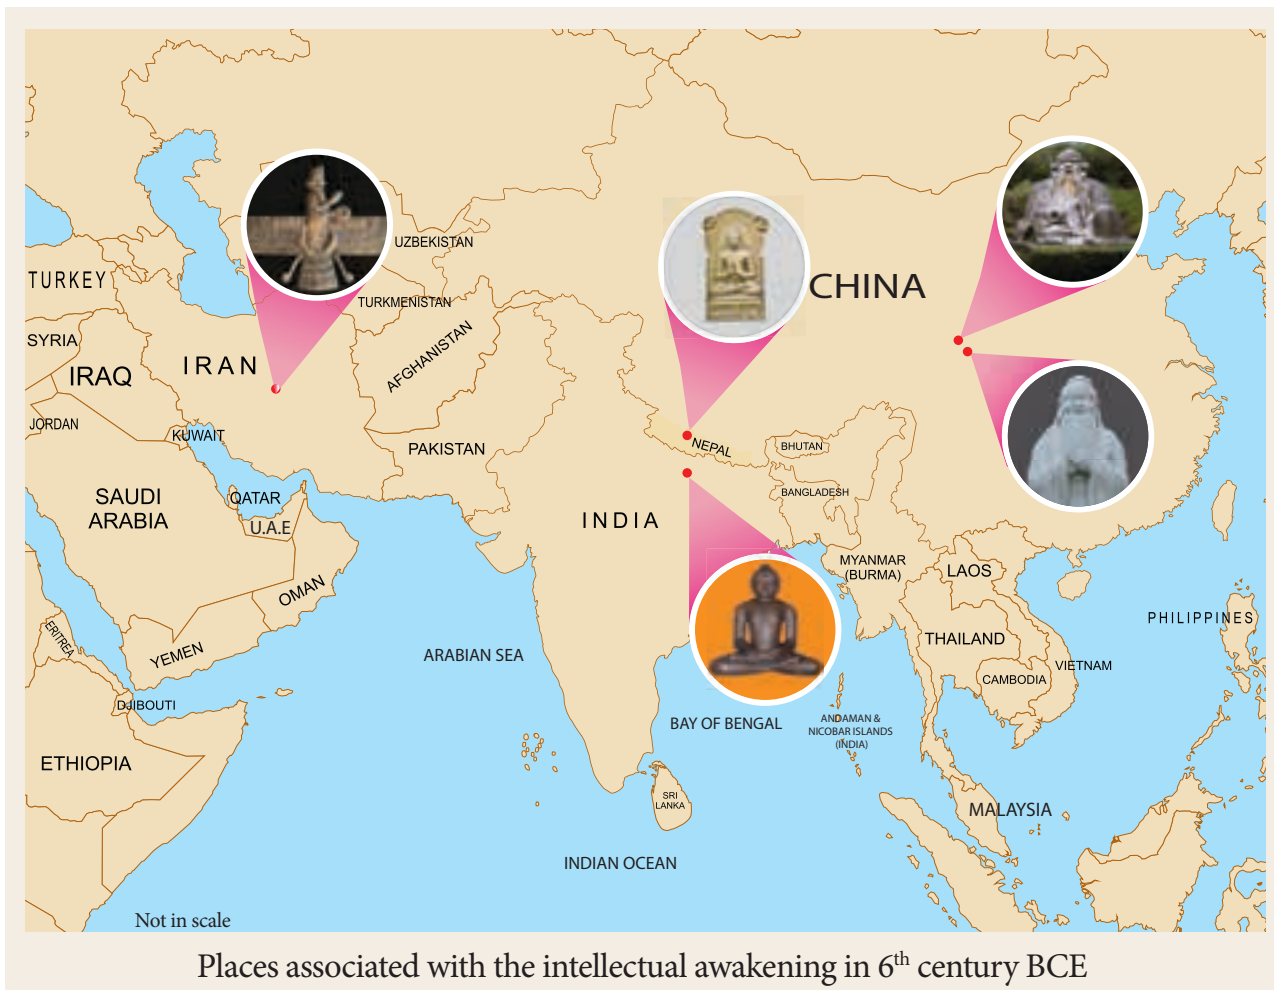 UZBEKISTAN
CHINA
TURKEY
TURKMENISTAN
SYRIA
AFGHANISTAN
IRAN
IRAQ
JORDAN
KUWAIT
PAKISTAN
NEPAL
BHUTAN
SAUDI
ARABIA
QATAR
U.A.E
BANGLADESH
INDIA
MYANMAR
(BURMA)
LAOS
OMAN
PHILIPPINES
ERITREA
YEMEN
THAILAND
ARABIAN SEA
VIETNAM
CAMBODIA
DJIBOUTI
BAY OF BENGAL
ANDAMAN &
NICOBAR ISLANDS
(INDIA)
ETHIOPIA
SRI
LANKA
MALAYSIA
INDIAN OCEAN
Not in scale
Places associated with the intellectual awakening in 6th century BCE